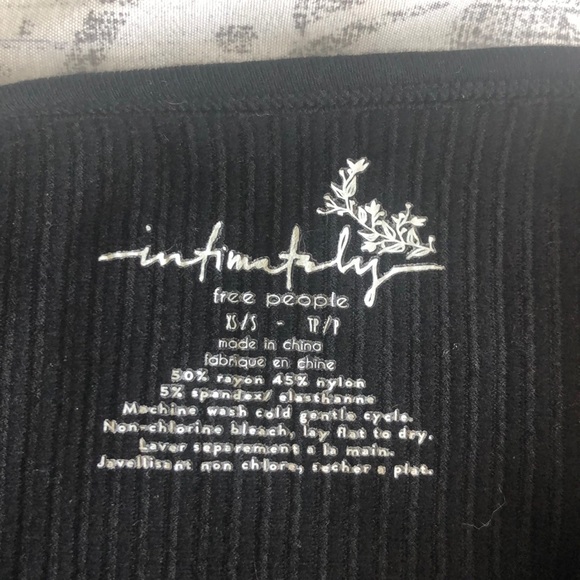 intimately
free people
XS/S - TP/P
made in china
fabrique en chine
50% rayon 45% nylon
5% spandex/ elasthanne
Machine wash cold gentle cycle.
Non-chlorine bleach, lay flat to dry.
Laver separement a la main.
Javellisant non chlore, secher a plat.